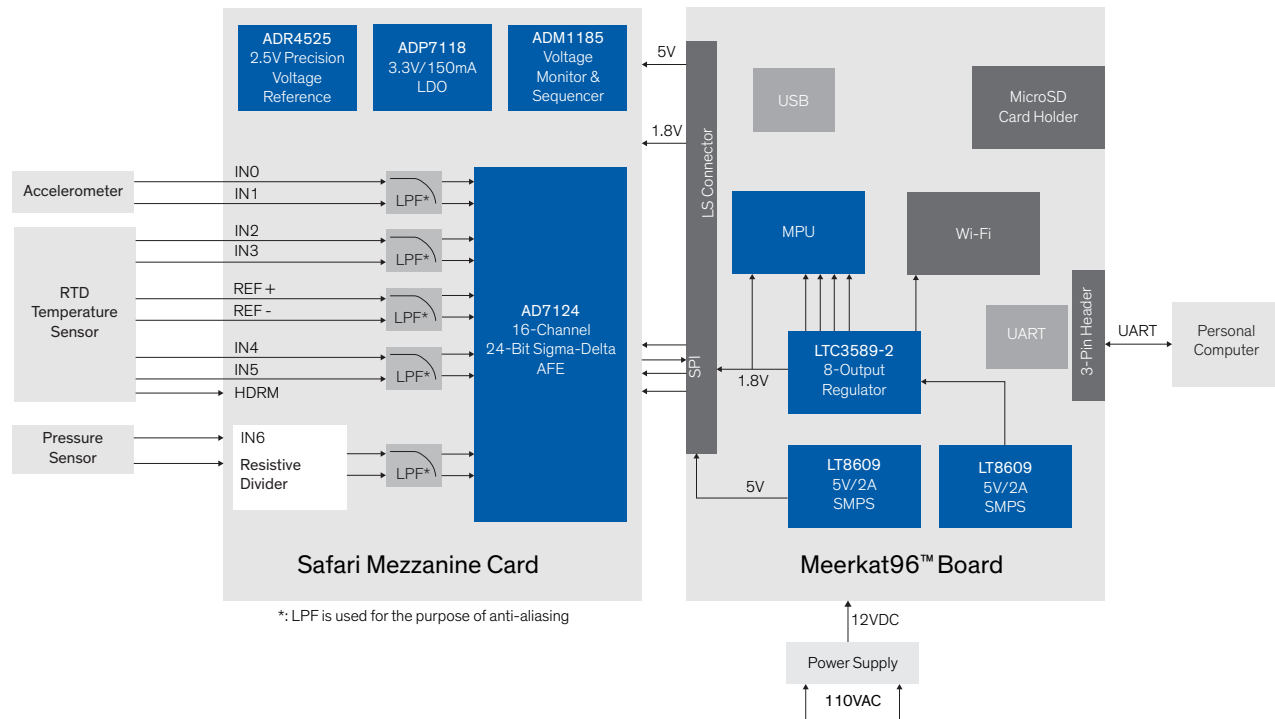 ADR4525
2.5V Precision
Voltage
Reference
ADP7118
3.3V/150mA
LDO
ADM1185
Voltage
Monitor &
Sequencer
5V
1.8V
LS Connector
SPI
USB
MicroSD
Card Holder
MPU
Wi-Fi
Accelerometer
IN0
IN1
LPF*
RTD
Temperature
Sensor
IN2
IN3
LPF*
REF +
REF -
LPF*
IN4
IN5
LPF*
HDRM
Pressure
Sensor
IN6
Resistive
Divider
LPF*
AD7124
16-Channel
24-Bit Sigma-Delta
AFE
1.8V
LTC3589-2
8-Output
Regulator
UART
3-Pin Header
UART
Personal
Computer
5V
LT8609
5V/2A
SMPS
LT8609
5V/2A
SMPS
Safari Mezzanine Card
Meerkat96™ Board
*: LPF is used for the purpose of anti-aliasing
12VDC
Power Supply
110VAC